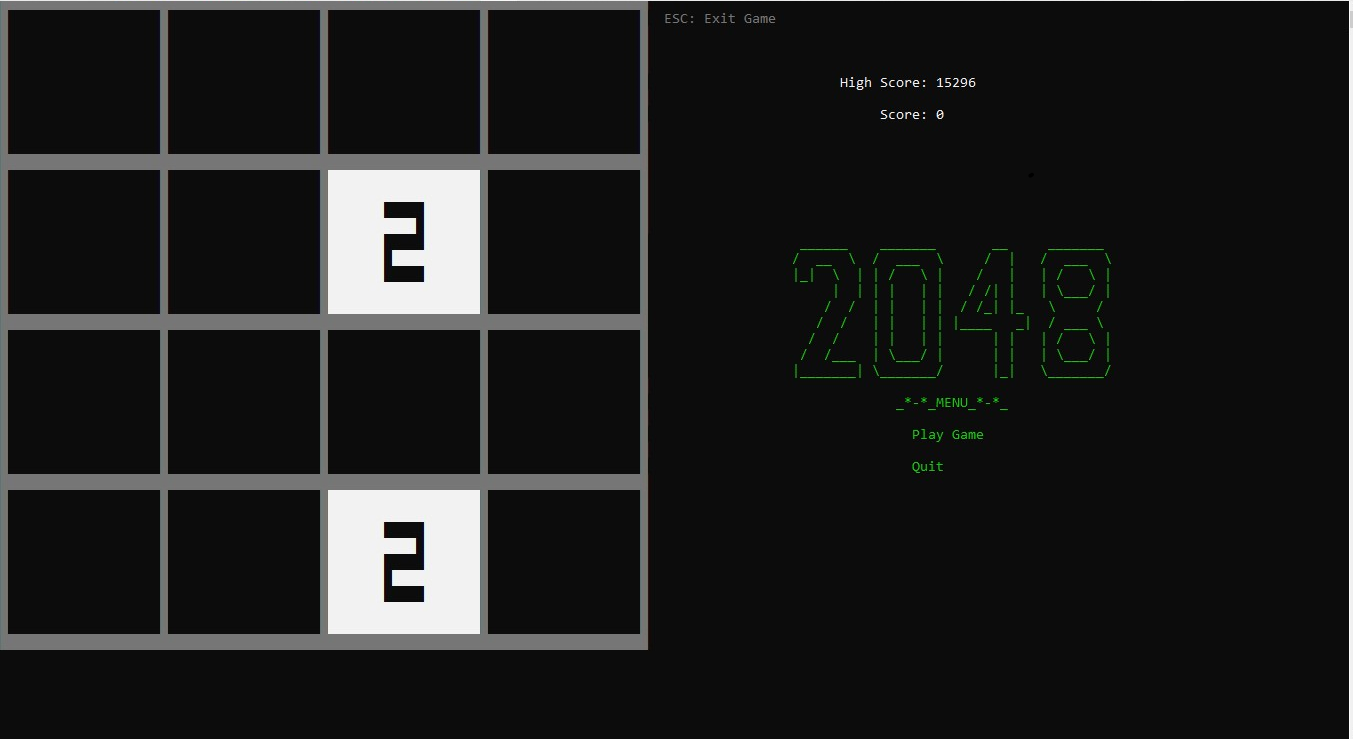 ESC: Exit Game
High Score: 15296
Score: 0
2
2
2048
_*-*_MENU_*-*_
Play Game
Quit